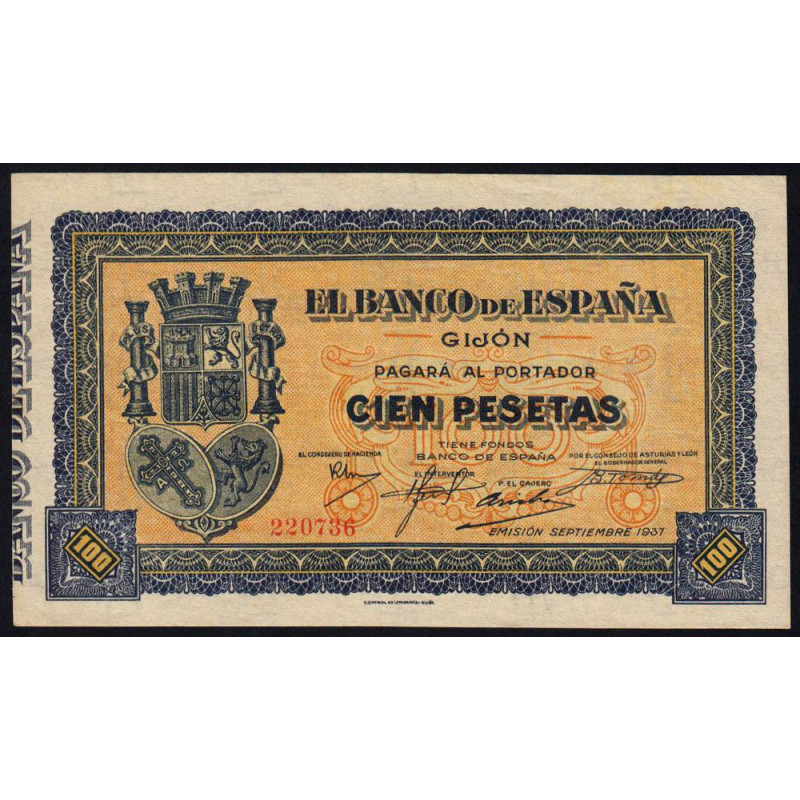 BANCO DE ESPAÑA
EL BANCO DE ESPAÑA
GIJÓN
PAGARÁ AL PORTADOR
CIEN PESETAS
TIENE FONDOS
BANCO DE ESPAÑA
EL CONSEJERO DE HACIENDA
POR EL CONSEJO DE ASTURIAS Y LEÓN
EL GOBERNADOR GENERAL
EL INTERVENTOR
P. EL CAJERO
B. Tomás
220736
EMISIÓN SEPTIEMBRE 1937
100
100